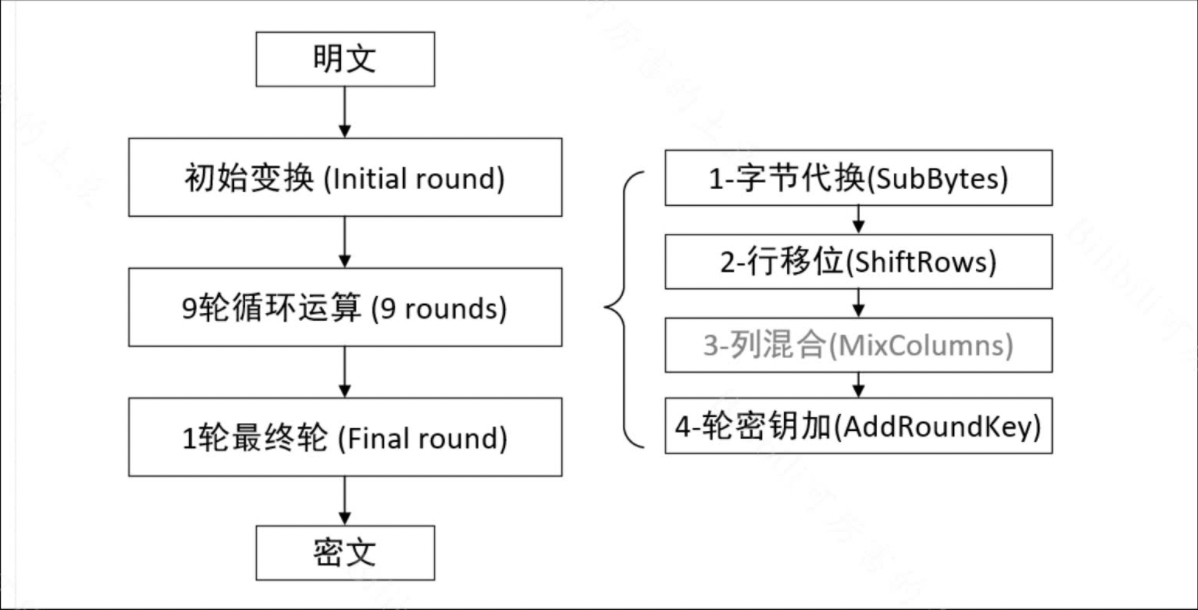 明文
初始变换 (Initial round)
9轮循环运算 (9 rounds)
1轮最终轮 (Final round)
密文
1-字节代换(SubBytes)
2-行移位(ShiftRows)
3-列混合(MixColumns)
4-轮密钥加(AddRoundKey)